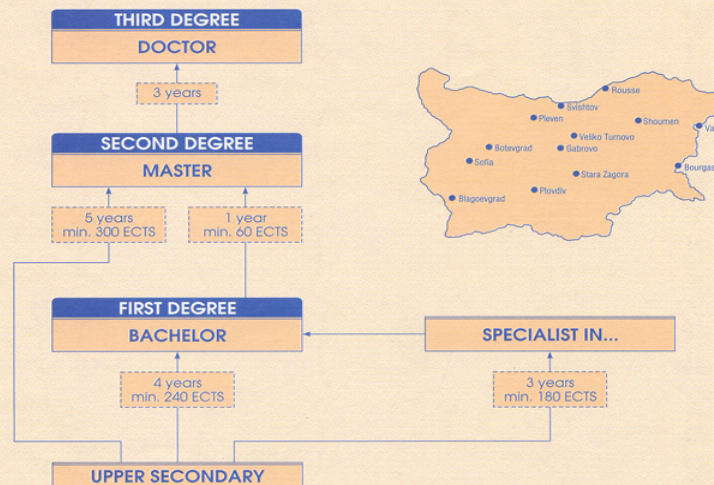 THIRD DEGREE
DOCTOR
3 years
SECOND DEGREE
MASTER
5 years
min. 300 ECTS
1 year
min. 60 ECTS
FIRST DEGREE
BACHELOR
SPECIALIST IN...
4 years
min. 240 ECTS
3 years
min. 180 ECTS
UPPER SECONDARY
Rousse
Svishtov
Pleven
Shoumen
Va
Veliko Turnovo
Botevgrad
Gabrovo
Sofia
Bourgas
Stara Zagora
Plovdiv
Blagoevgrad